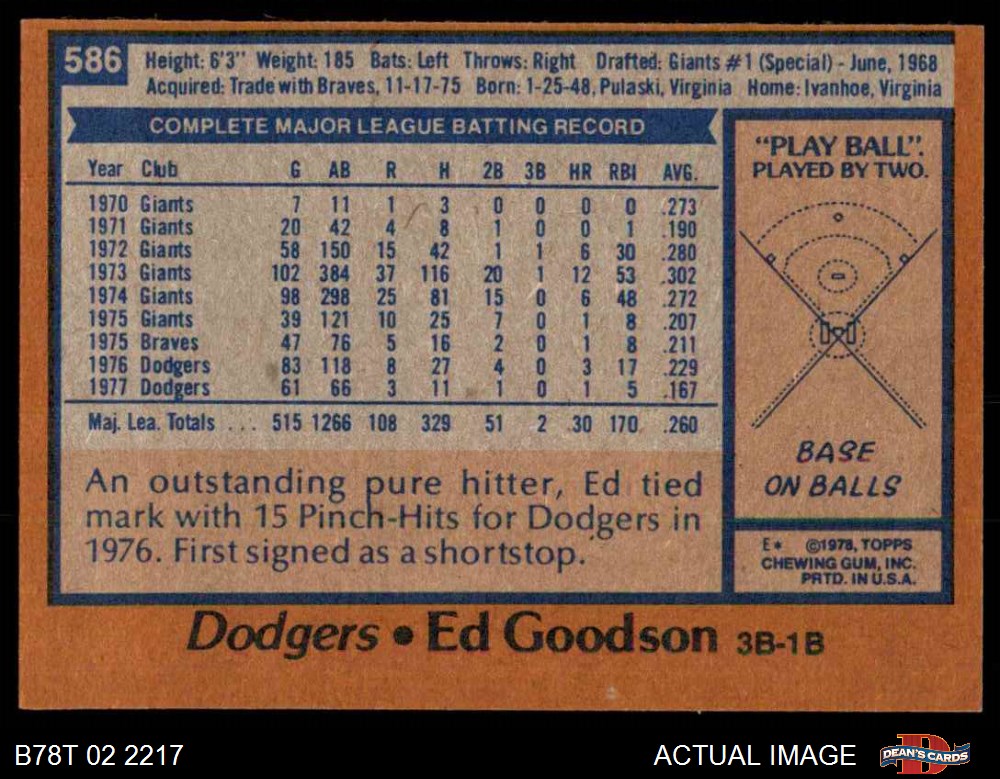 586
Height: 6'3" Weight: 185 Bats: Left Throws: Right Drafted: Giants #1 (Special) - June, 1968
Acquired: Trade with Braves, 11-17-75 Born: 1-25-48, Pulaski, Virginia Home: Ivanhoe, Virginia
COMPLETE MAJOR LEAGUE BATTING RECORD
Year Club G AB R H 2B 3B HR RBI AVG.
1970 Giants 7 11 1 3 0 0 0 0 .273
1971 Giants 20 42 4 8 1 0 0 1 .190
1972 Giants 58 150 15 42 1 1 6 30 .280
1973 Giants 102 384 37 116 20 1 12 53 .302
1974 Giants 98 298 25 81 15 0 6 48 .272
1975 Giants 39 121 10 25 7 0 1 8 .207
1975 Braves 47 76 5 16 2 0 1 8 .211
1976 Dodgers 83 118 8 27 4 0 3 17 .229
1977 Dodgers 61 66 3 11 1 0 1 5 .167
Maj. Lea. Totals ... 515 1266 108 329 51 2 30 170 .260
An outstanding pure hitter, Ed tied
mark with 15 Pinch-Hits for Dodgers in
1976. First signed as a shortstop.
"PLAY BALL".
PLAYED BY TWO.
BASE
ON BALLS
E* ©1978, TOPPS
CHEWING GUM, INC.
PRTD. IN U.S.A.
Dodgers • Ed Goodson 3B-1B
B78T 02 2217
ACTUAL IMAGE
D
DEAN'S CARDS